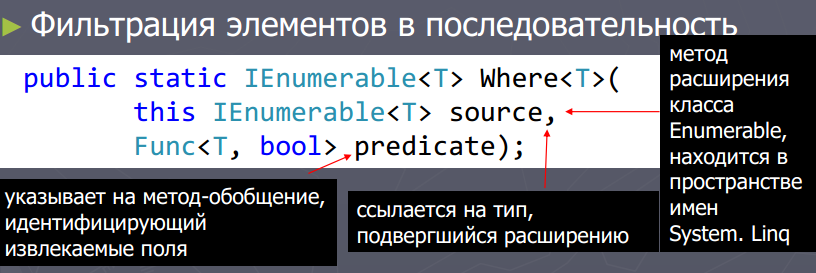 ► Фильтрация элементов в последовательность
public static IEnumerable<T> Where<T>(
this IEnumerable<T> source,
Func<T, bool> predicate);
метод
расширения
класса
Enumerable,
находится в
пространстве
имен
System. Linq
указывает на метод-обобщение,
идентифицирующий
извлекаемые поля
ссылается на тип,
подвергшийся расширению